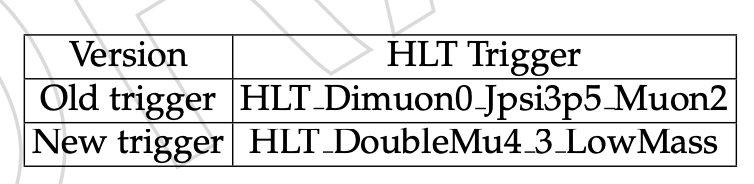 Version HLT Trigger
Old trigger HLT_Dimuon0_Jpsi3p5_Muon2
New trigger HLT_DoubleMu4_3_LowMass